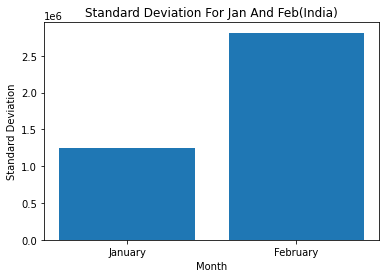 Standard Deviation For Jan And Feb(India)
1e6
2.5
2.0
1.5
1.0
0.5
0.0
Standard Deviation
January February
Month